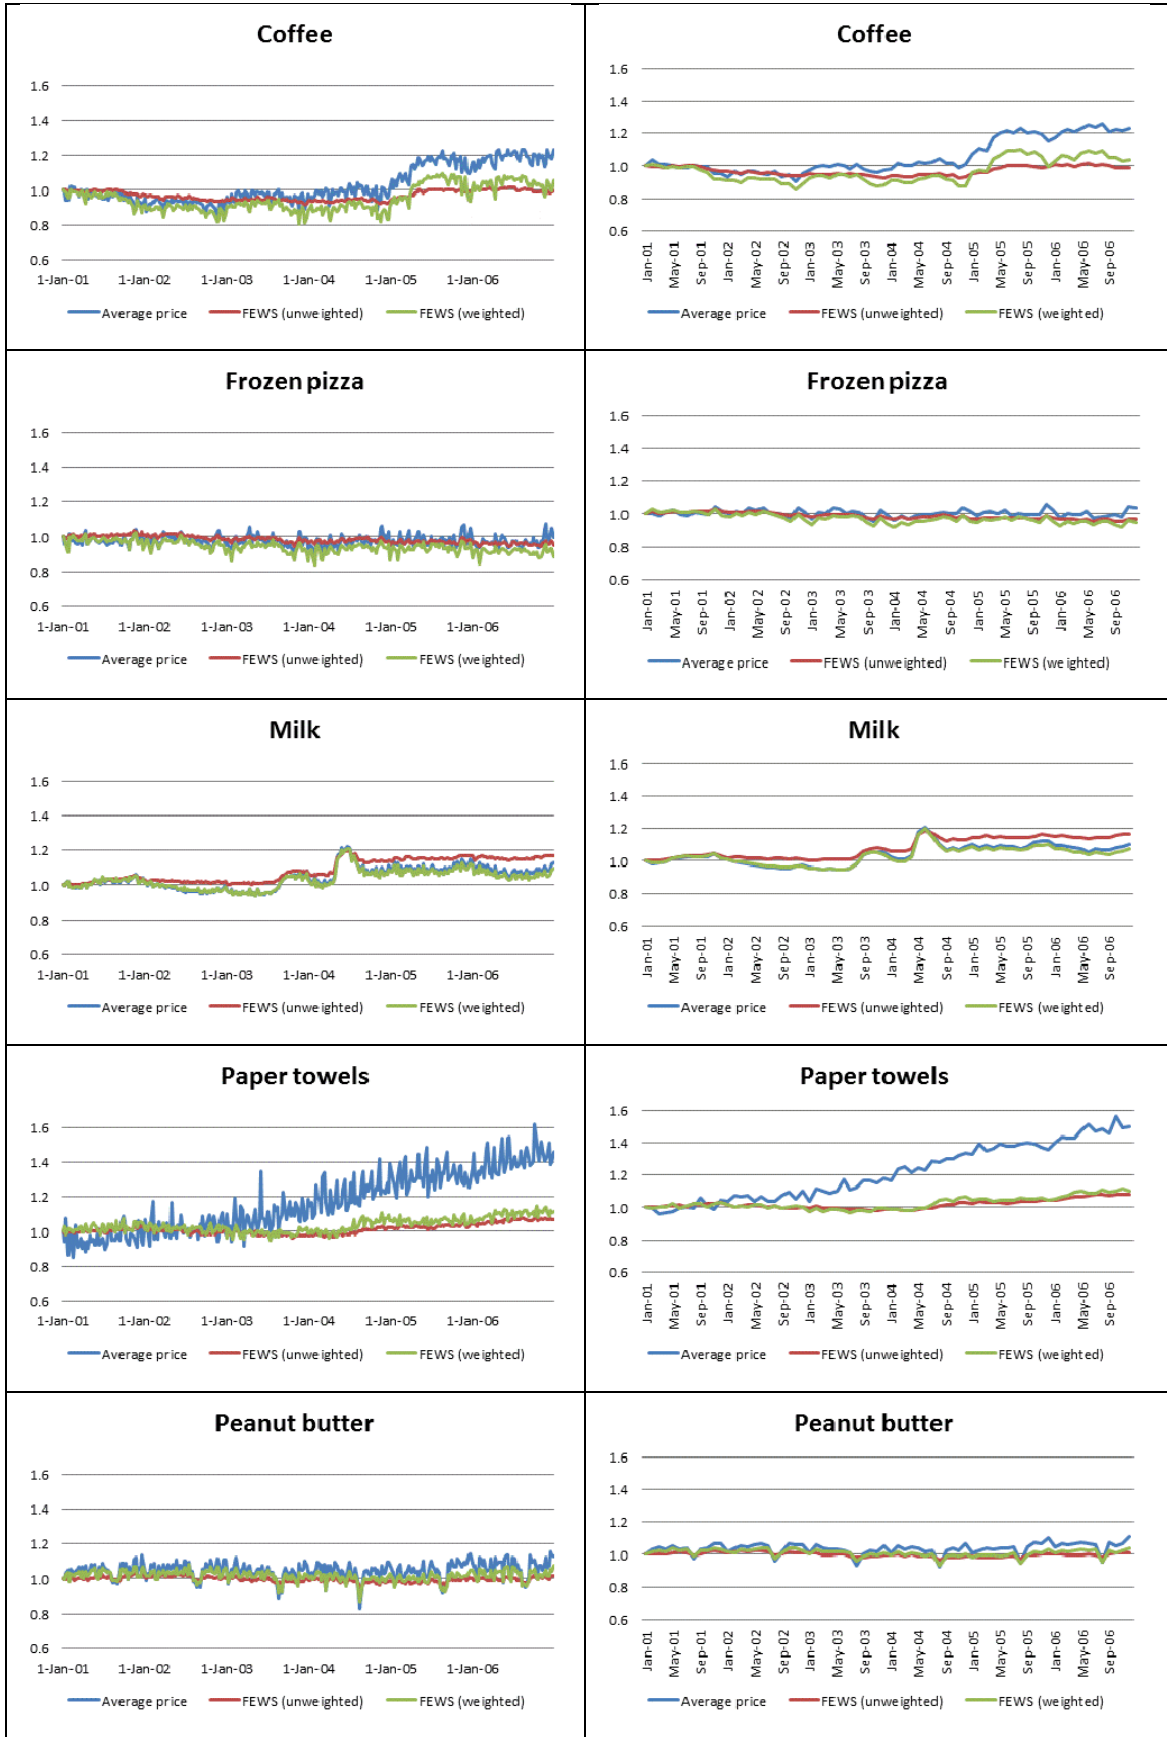 Coffee
1.6
1.4
1.2
1.0
0.8
0.6
1-Jan-01 1-Jan-02 1-Jan-03 1-Jan-04 1-Jan-05 1-Jan-06
Average price FEWS (unweighted) FEWS (weighted)
Coffee
1.6
1.4
1.2
1.0
0.8
0.6
Jan-01 May-01 Sep-01 Jan-02 May-02 Sep-02 Jan-03 May-03 Sep-03 Jan-04 May-04 Sep-04 Jan-05 May-05 Sep-05 Jan-06 May-06 Sep-06
Average price FEWS (unweighted) FEWS (weighted)
Frozen pizza
1.6
1.4
1.2
1.0
0.8
0.6
1-Jan-01 1-Jan-02 1-Jan-03 1-Jan-04 1-Jan-05 1-Jan-06
Average price FEWS (unweighted) FEWS (weighted)
Frozen pizza
1.6
1.4
1.2
1.0
0.8
0.6
Jan-01 May-01 Sep-01 Jan-02 May-02 Sep-02 Jan-03 May-03 Sep-03 Jan-04 May-04 Sep-04 Jan-05 May-05 Sep-05 Jan-06 May-06 Sep-06
Average price FEWS (unweighted) FEWS (weighted)
Milk
1.6
1.4
1.2
1.0
0.8
0.6
1-Jan-01 1-Jan-02 1-Jan-03 1-Jan-04 1-Jan-05 1-Jan-06
Average price FEWS (unweighted) FEWS (weighted)
Milk
1.6
1.4
1.2
1.0
0.8
0.6
Jan-01 May-01 Sep-01 Jan-02 May-02 Sep-02 Jan-03 May-03 Sep-03 Jan-04 May-04 Sep-04 Jan-05 May-05 Sep-05 Jan-06 May-06 Sep-06
Average price FEWS (unweighted) FEWS (weighted)
Paper towels
1.6
1.4
1.2
1.0
0.8
0.6
1-Jan-01 1-Jan-02 1-Jan-03 1-Jan-04 1-Jan-05 1-Jan-06
Average price FEWS (unweighted) FEWS (weighted)
Paper towels
1.6
1.4
1.2
1.0
0.8
0.6
Jan-01 May-01 Sep-01 Jan-02 May-02 Sep-02 Jan-03 May-03 Sep-03 Jan-04 May-04 Sep-04 Jan-05 May-05 Sep-05 Jan-06 May-06 Sep-06
Average price FEWS (unweighted) FEWS (weighted)
Peanut butter
1.6
1.4
1.2
1.0
0.8
0.6
1-Jan-01 1-Jan-02 1-Jan-03 1-Jan-04 1-Jan-05 1-Jan-06
Average price FEWS (unweighted) FEWS (weighted)
Peanut butter
1.6
1.4
1.2
1.0
0.8
0.6
Jan-01 May-01 Sep-01 Jan-02 May-02 Sep-02 Jan-03 May-03 Sep-03 Jan-04 May-04 Sep-04 Jan-05 May-05 Sep-05 Jan-06 May-06 Sep-06
Average price FEWS (unweighted) FEWS (weighted)